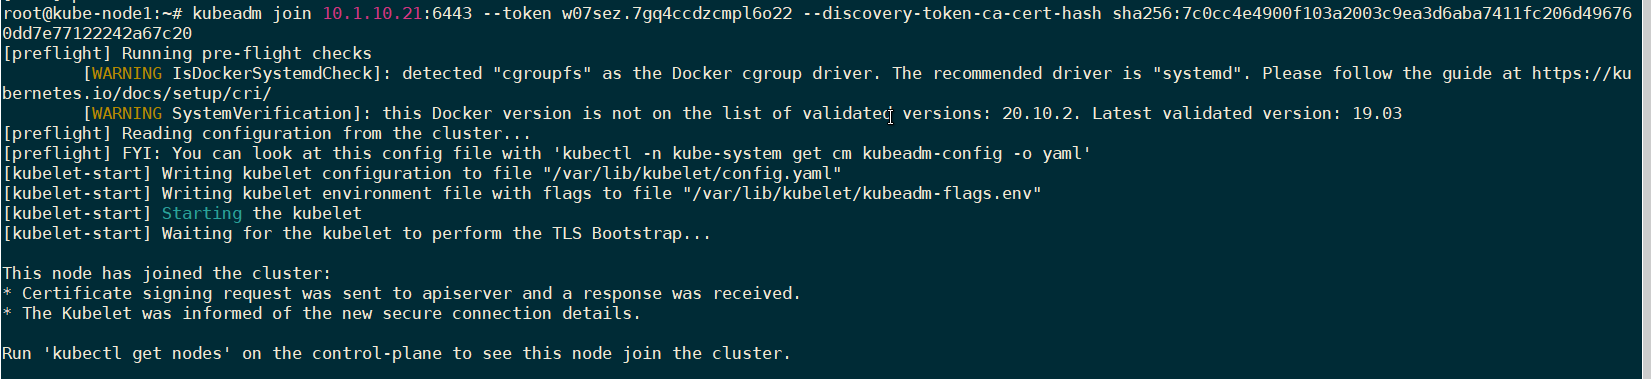 root@kube-node1:~# kubeadm join 10.1.10.21:6443 --token w07sez.7gq4ccdzcmpl6o22 --discovery-token-ca-cert-hash sha256:7c0cc4e4900f103a2003c9ea3d6aba7411fc206d49676
0dd7e77122242a67c20
[preflight] Running pre-flight checks
        [WARNING IsDockerSystemdCheck]: detected "cgroupfs" as the Docker cgroup driver. The recommended driver is "systemd". Please follow the guide at https://ku
bernetes.io/docs/setup/cri/
        [WARNING SystemVerification]: this Docker version is not on the list of validated versions: 20.10.2. Latest validated version: 19.03
[preflight] Reading configuration from the cluster...
[preflight] FYI: You can look at this config file with 'kubectl -n kube-system get cm kubeadm-config -o yaml'
[kubelet-start] Writing kubelet configuration to file "/var/lib/kubelet/config.yaml"
[kubelet-start] Writing kubelet environment file with flags to file "/var/lib/kubelet/kubeadm-flags.env"
[kubelet-start] Starting the kubelet
[kubelet-start] Waiting for the kubelet to perform the TLS Bootstrap...

This node has joined the cluster:
* Certificate signing request was sent to apiserver and a response was received.
* The Kubelet was informed of the new secure connection details.

Run 'kubectl get nodes' on the control-plane to see this node join the cluster.